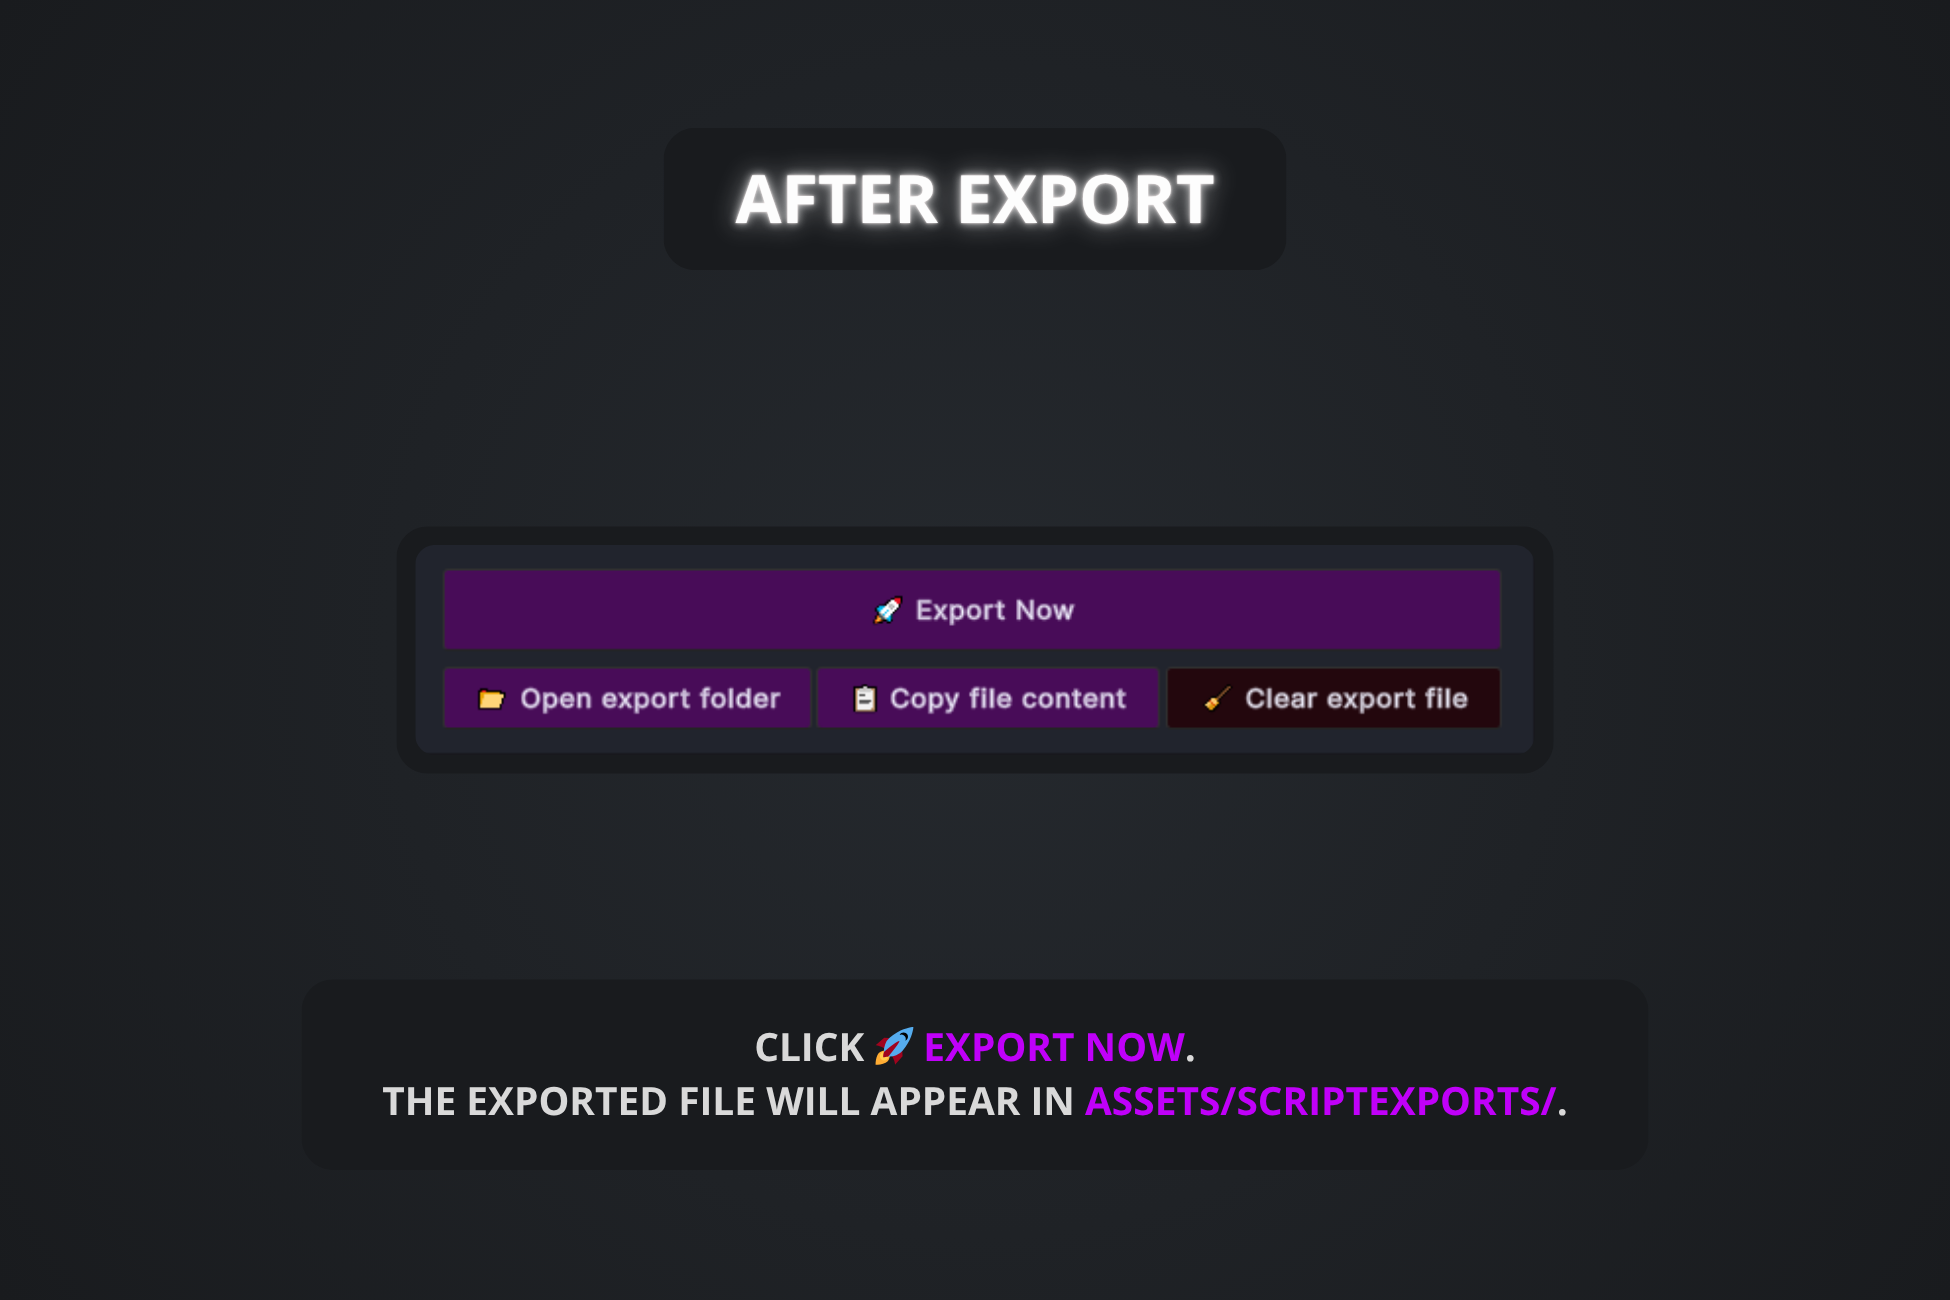 AFTER EXPORT
🚀 Export Now
📂 Open export folder
📋 Copy file content
🧹 Clear export file
CLICK 🚀 EXPORT NOW.
THE EXPORTED FILE WILL APPEAR IN ASSETS/SCRIPTEXPORTS/.